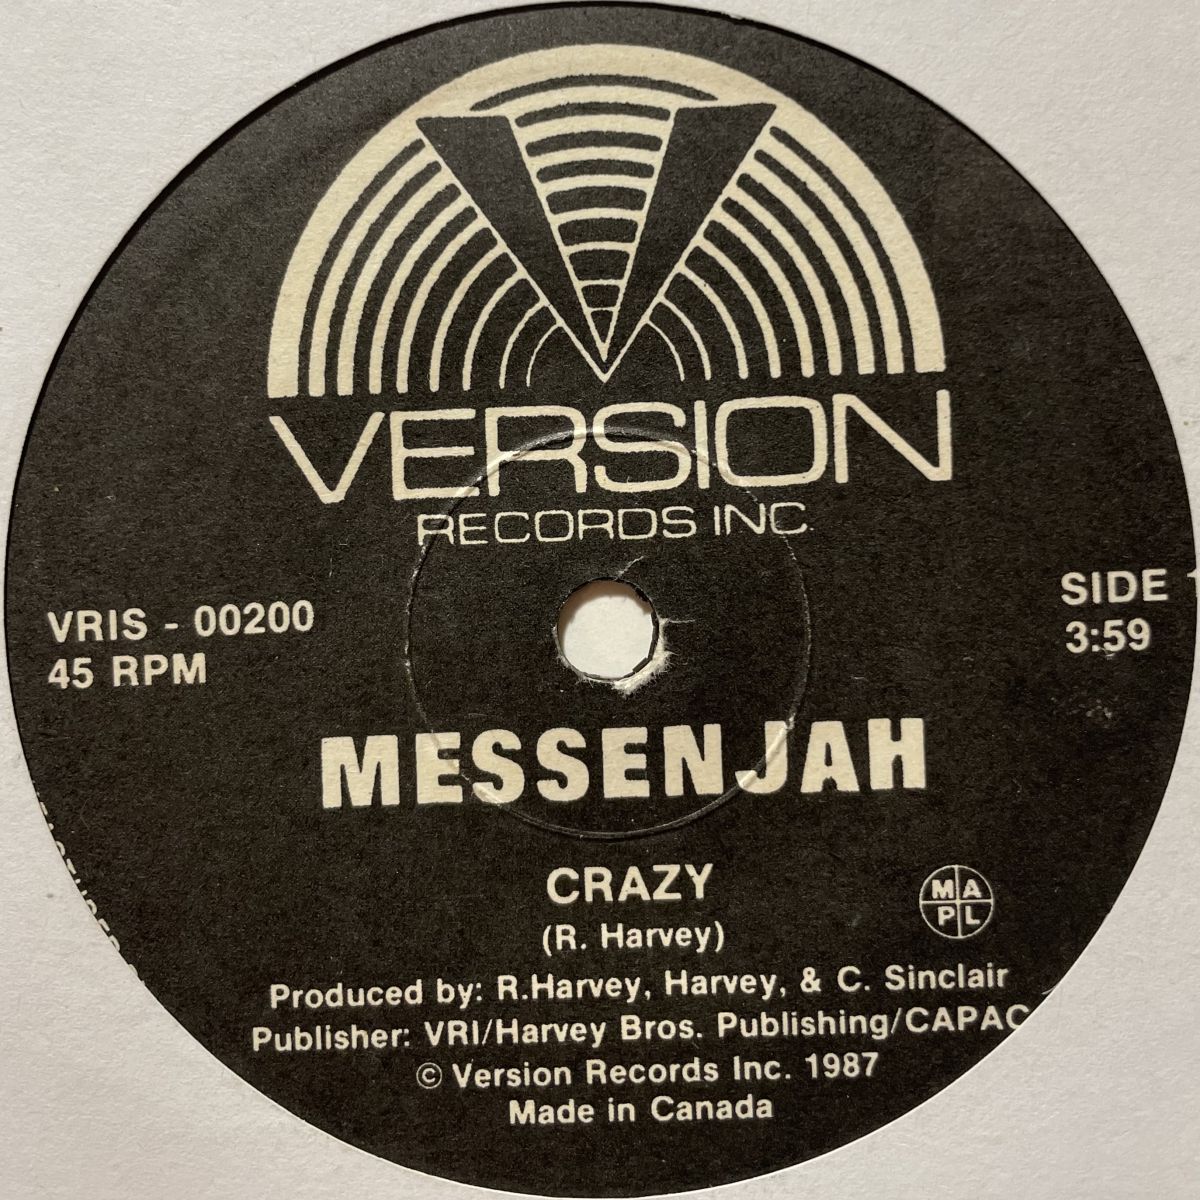 VERSION
RECORDS INC.
VRIS - 00200
45 RPM
SIDE 1
3:59
MESSENJAH
CRAZY
(R. Harvey)
M A
P L
Produced by: R.Harvey, Harvey, & C. Sinclair
Publisher: VRI/Harvey Bros. Publishing/CAPAC
© Version Records Inc. 1987
Made in Canada